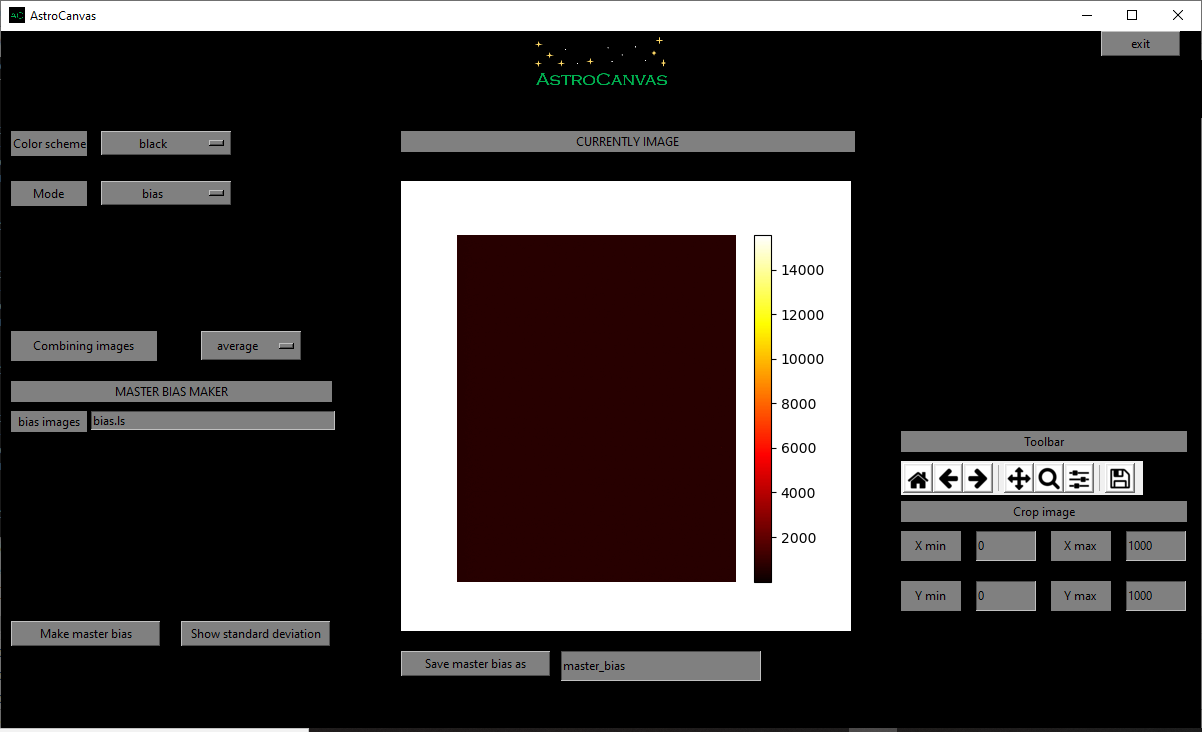 AC AstroCanvas
exit
ASTROCANVAS
Color scheme black
CURRENTLY IMAGE
Mode bias
14000
12000
10000
8000
6000
4000
2000
Combining images average
MASTER BIAS MAKER
bias images bias.ls
Toolbar
Crop image
X min 0 X max 1000
Y min 0 Y max 1000
Make master bias Show standard deviation
Save master bias as master_bias